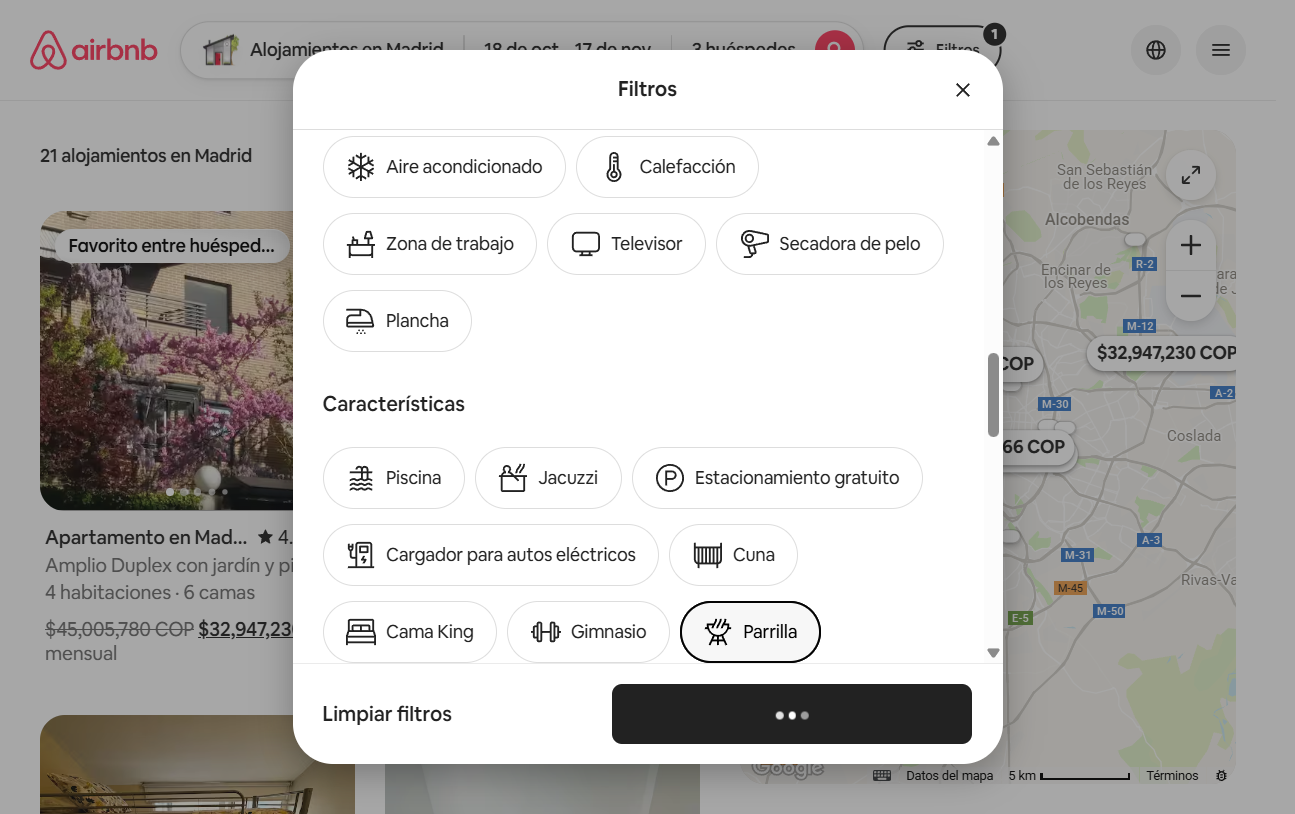 airbnb
Alojamientos en Madrid
18 de oct
17 de nov
3 huéspedes
Filtros
1
21 alojamientos en Madrid
Favorito entre huésped...
Apartamento en Mad... ★ 4.
Amplio Duplex con jardín y pi
4 habitaciones · 6 camas
$45,005,780 COP $32,947,230
mensual
Filtros
Aire acondicionado
Calefacción
Zona de trabajo
Televisor
Secadora de pelo
Plancha
Características
Piscina
Jacuzzi
Estacionamiento gratuito
Cargador para autos eléctricos
Cuna
Cama King
Gimnasio
Parrilla
Limpiar filtros
San Sebastián
de los Reyes
Alcobendas
R-2
Encinar de
los Reyes
M-12
COP
$32,947,230 COP
A-2
M-30
66 COP
Coslada
A-3
M-31
M-45
Rivas-Va
M-50
E-5
Google
Datos del mapa
5 km
Términos